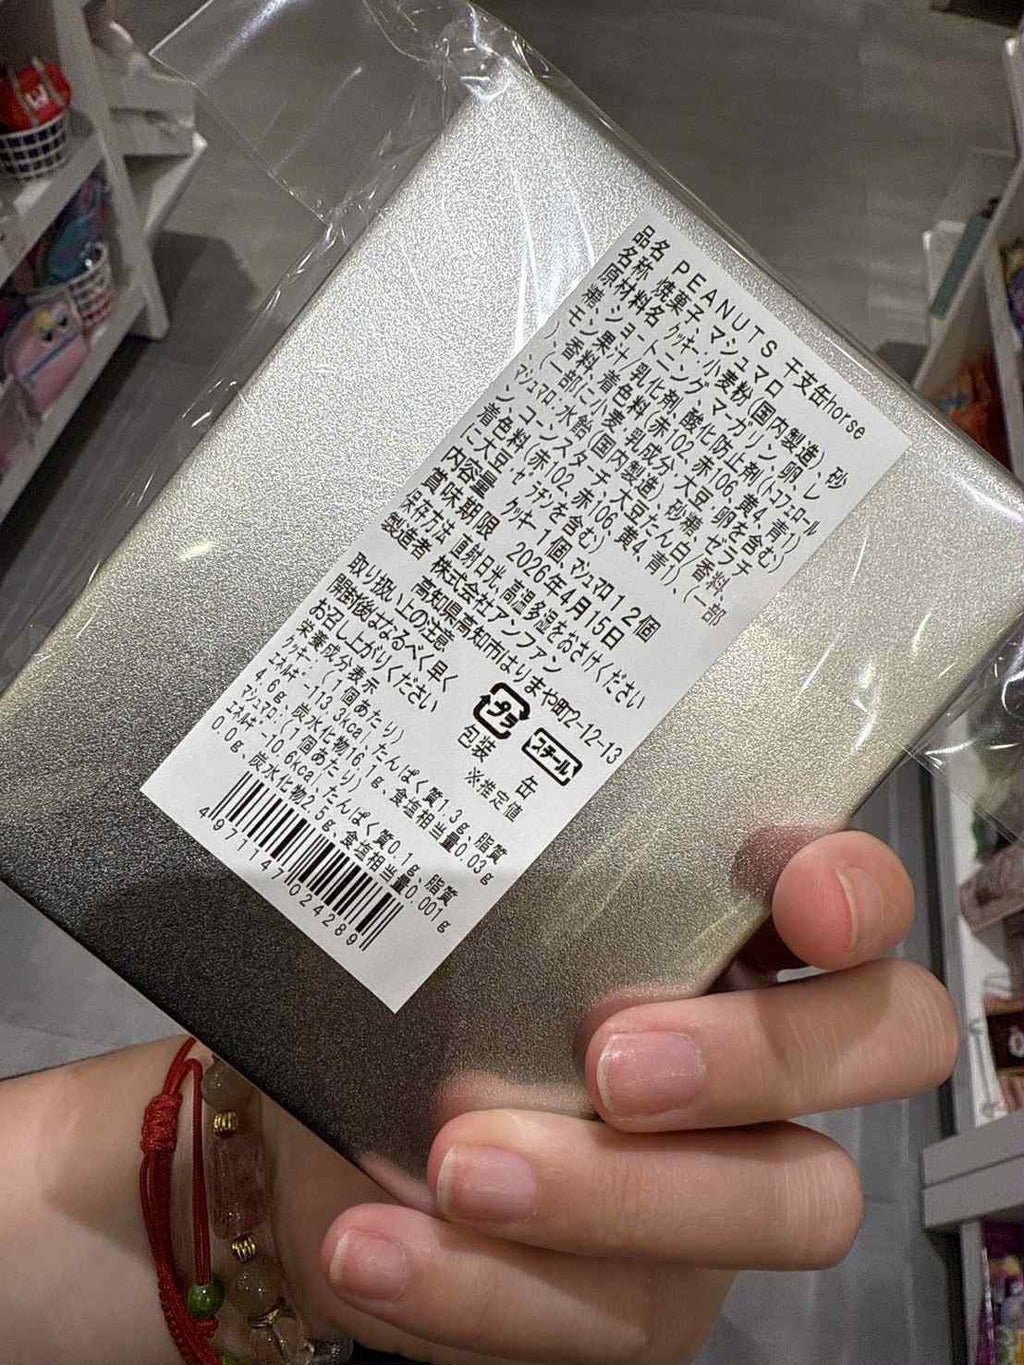 品名 PEANUTS 干支缶horse
名称 焼菓子、マシュマロ
原材料名 クッキー:小麦粉(国内製造)、砂
糖、ショートニング、マーガリン、卵、レ
モン果汁/乳化剤、酸化防止剤(トコフェロール
)、香料、着色料(赤102、赤106、黄4、青1)
、(一部に小麦・乳成分・大豆・卵を含む)
マシュマロ:水飴(国内製造)、砂糖、ゼラチ
ン、コーンスターチ、大豆たん白/香料、
着色料(赤102、赤106、黄4、青1)、(一部
に大豆・ゼラチンを含む)
内容量 クッキー1個、マシュマロ12個
賞味期限 2026年4月15日
保存方法 直射日光、高温多湿をおさけください
製造者 株式会社アンファン
高知県高知市はりまや町2-12-13
取り扱い上の注意
開封後はなるべく早く
お召し上がりください
プラ
包装
スチール
缶
栄養成分表示 ※推定値
クッキー:(1個あたり)
エネルギー113.3kcal、たんぱく質1.3g、脂質
4.6g、炭水化物16.1g、食塩相当量0.03g
マシュマロ:(1個あたり)
エネルギー10.6kcal、たんぱく質0.1g、脂質
0.0g、炭水化物2.5g、食塩相当量0.001g
4971147024289